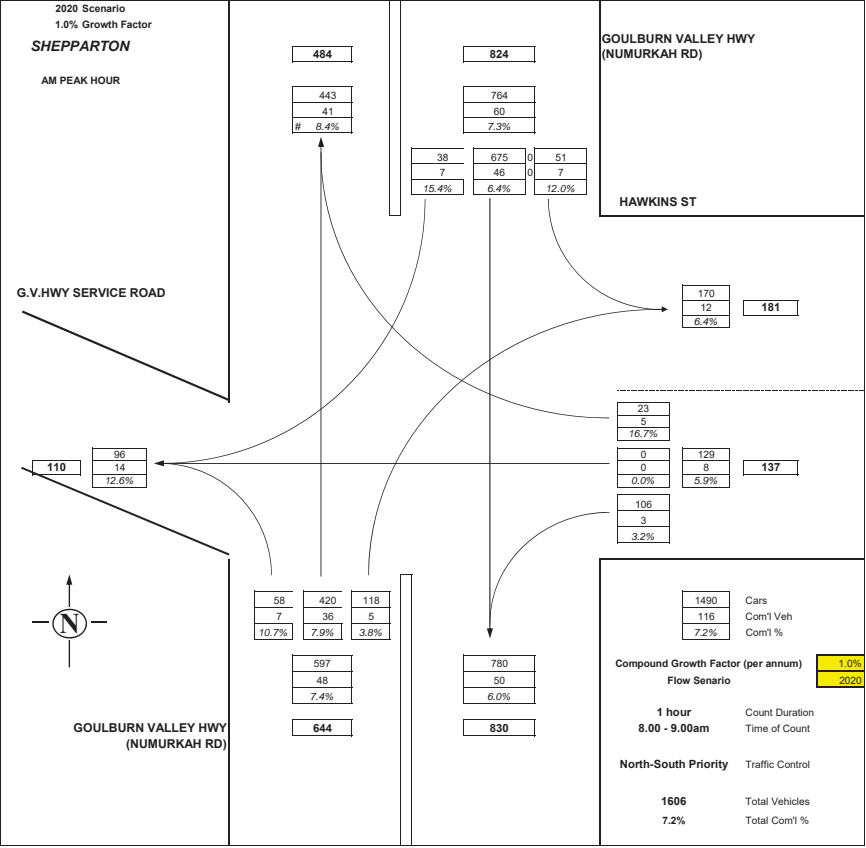 2020 Scenario
1.0% Growth Factor
SHEPPARTON
AM PEAK HOUR
484
824
GOULBURN VALLEY HWY
(NUMURKAH RD)
443
41
# 8.4%
764
60
7.3%
38 675 0 51
7 46 0 7
15.4% 6.4% 12.0%
HAWKINS ST
G.V.HWY SERVICE ROAD
170
12
6.4%
181
23
5
16.7%
110
96
14
12.6%
0
0
0.0%
129
8
5.9%
137
106
3
3.2%
N
58 420 118
7 36 5
10.7% 7.9% 3.8%
597
48
7.4%
644
780
50
6.0%
830
GOULBURN VALLEY HWY
(NUMURKAH RD)
1490 Cars
116 Com'l Veh
7.2% Com'l %
Compound Growth Factor (per annum) 1.0%
Flow Senario 2020
1 hour Count Duration
8.00 - 9.00am Time of Count
North-South Priority Traffic Control
1606 Total Vehicles
7.2% Total Com'l %